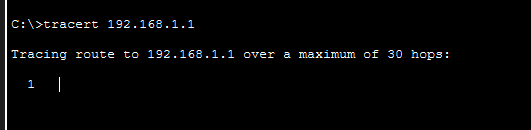 C:\>tracert 192.168.1.1
Tracing route to 192.168.1.1 over a maximum of 30 hops:
1